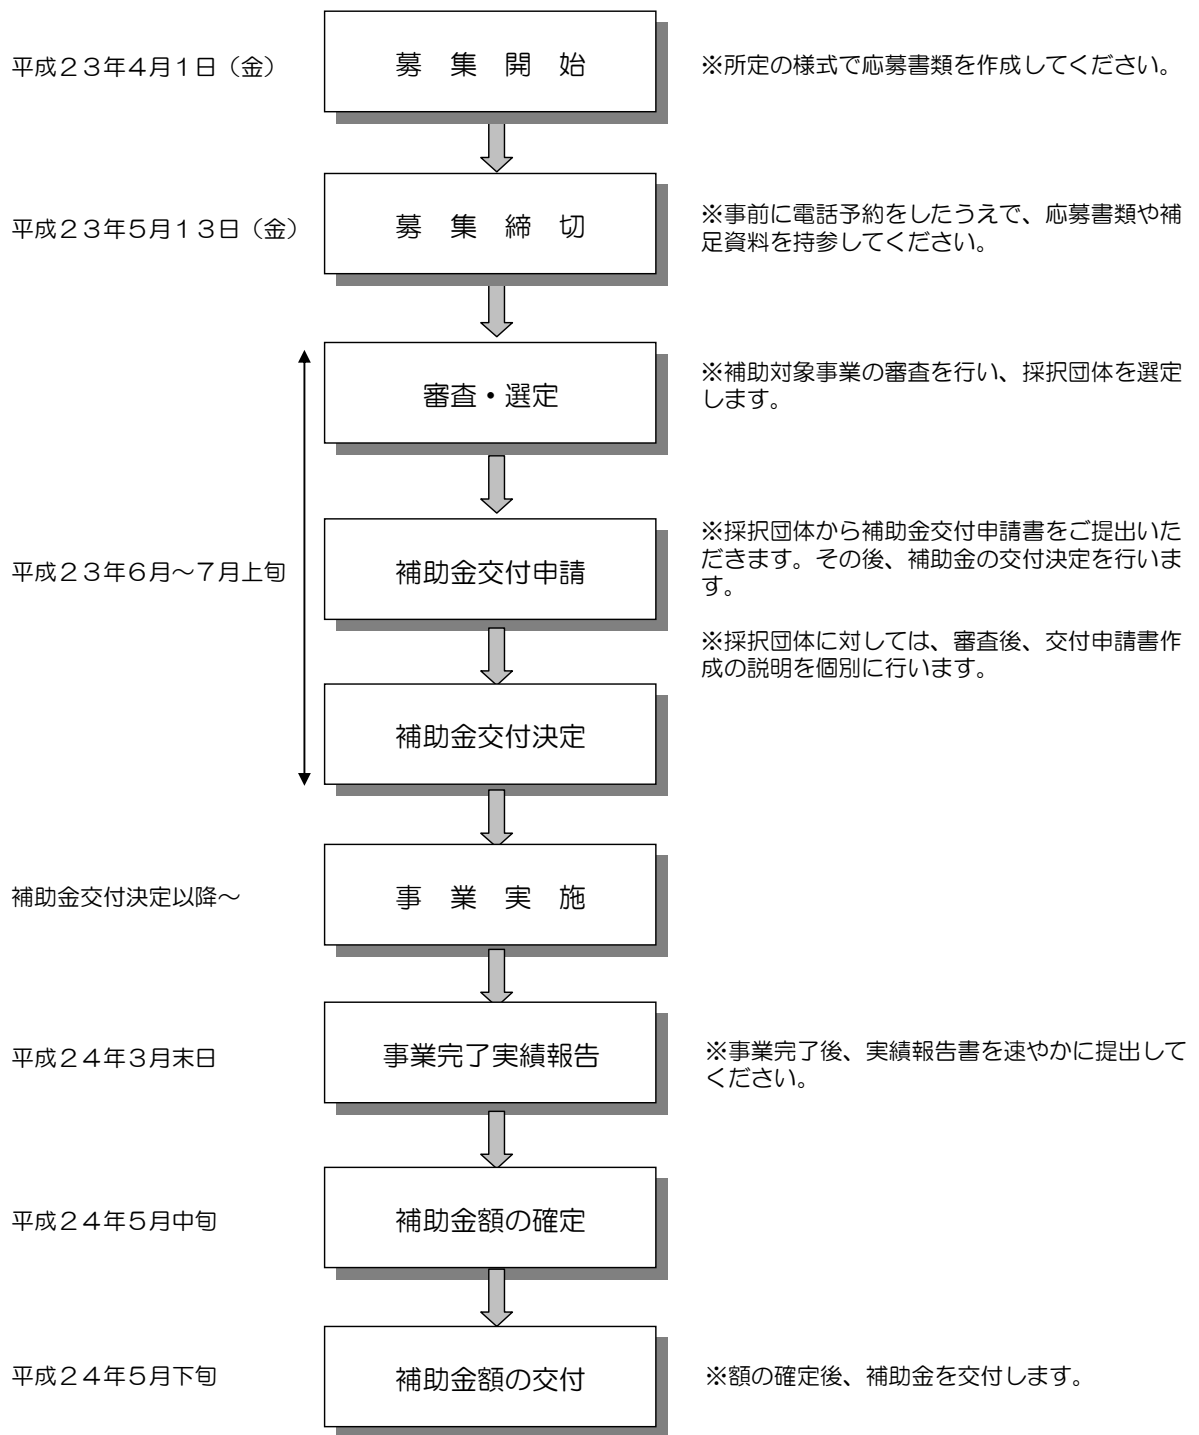 平成２３年４月１日（金）
募　集　開　始
※所定の様式で応募書類を作成してください。
平成２３年５月１３日（金）
募　集　締　切
※事前に電話予約をしたうえで、応募書類や補
足資料を持参してください。
審査・選定
※補助対象事業の審査を行い、採択団体を選定
します。
平成２３年６月～７月上旬
補助金交付申請
※採択団体から補助金交付申請書をご提出いた
だきます。その後、補助金の交付決定を行いま
す。
※採択団体に対しては、審査後、交付申請書作
成の説明を個別に行います。
補助金交付決定
補助金交付決定以降～
事　業　実　施
平成２４年３月末日
事業完了実績報告
※事業完了後、実績報告書を速やかに提出して
ください。
平成２４年５月中旬
補助金額の確定
平成２４年５月下旬
補助金額の交付
※額の確定後、補助金を交付します。